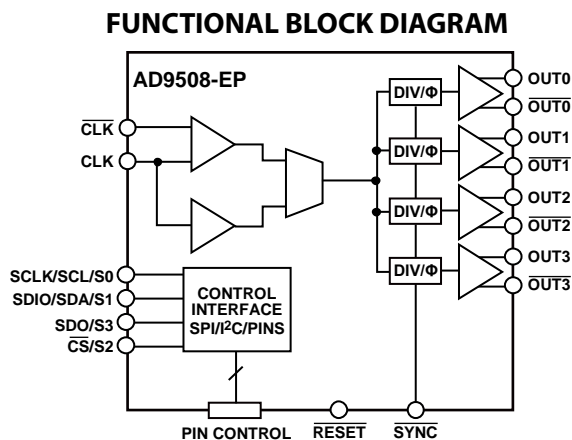 FUNCTIONAL BLOCK DIAGRAM
AD9508-EP
CLK
CLK
SCLK/SCL/S0
SDIO/SDA/S1
SDO/S3
CS/S2
CONTROL
INTERFACE
SPI/I²C/PINS
DIV/Φ
DIV/Φ
DIV/Φ
DIV/Φ
OUT0
OUT0
OUT1
OUT1
OUT2
OUT2
OUT3
OUT3
PIN CONTROL
RESET
SYNC